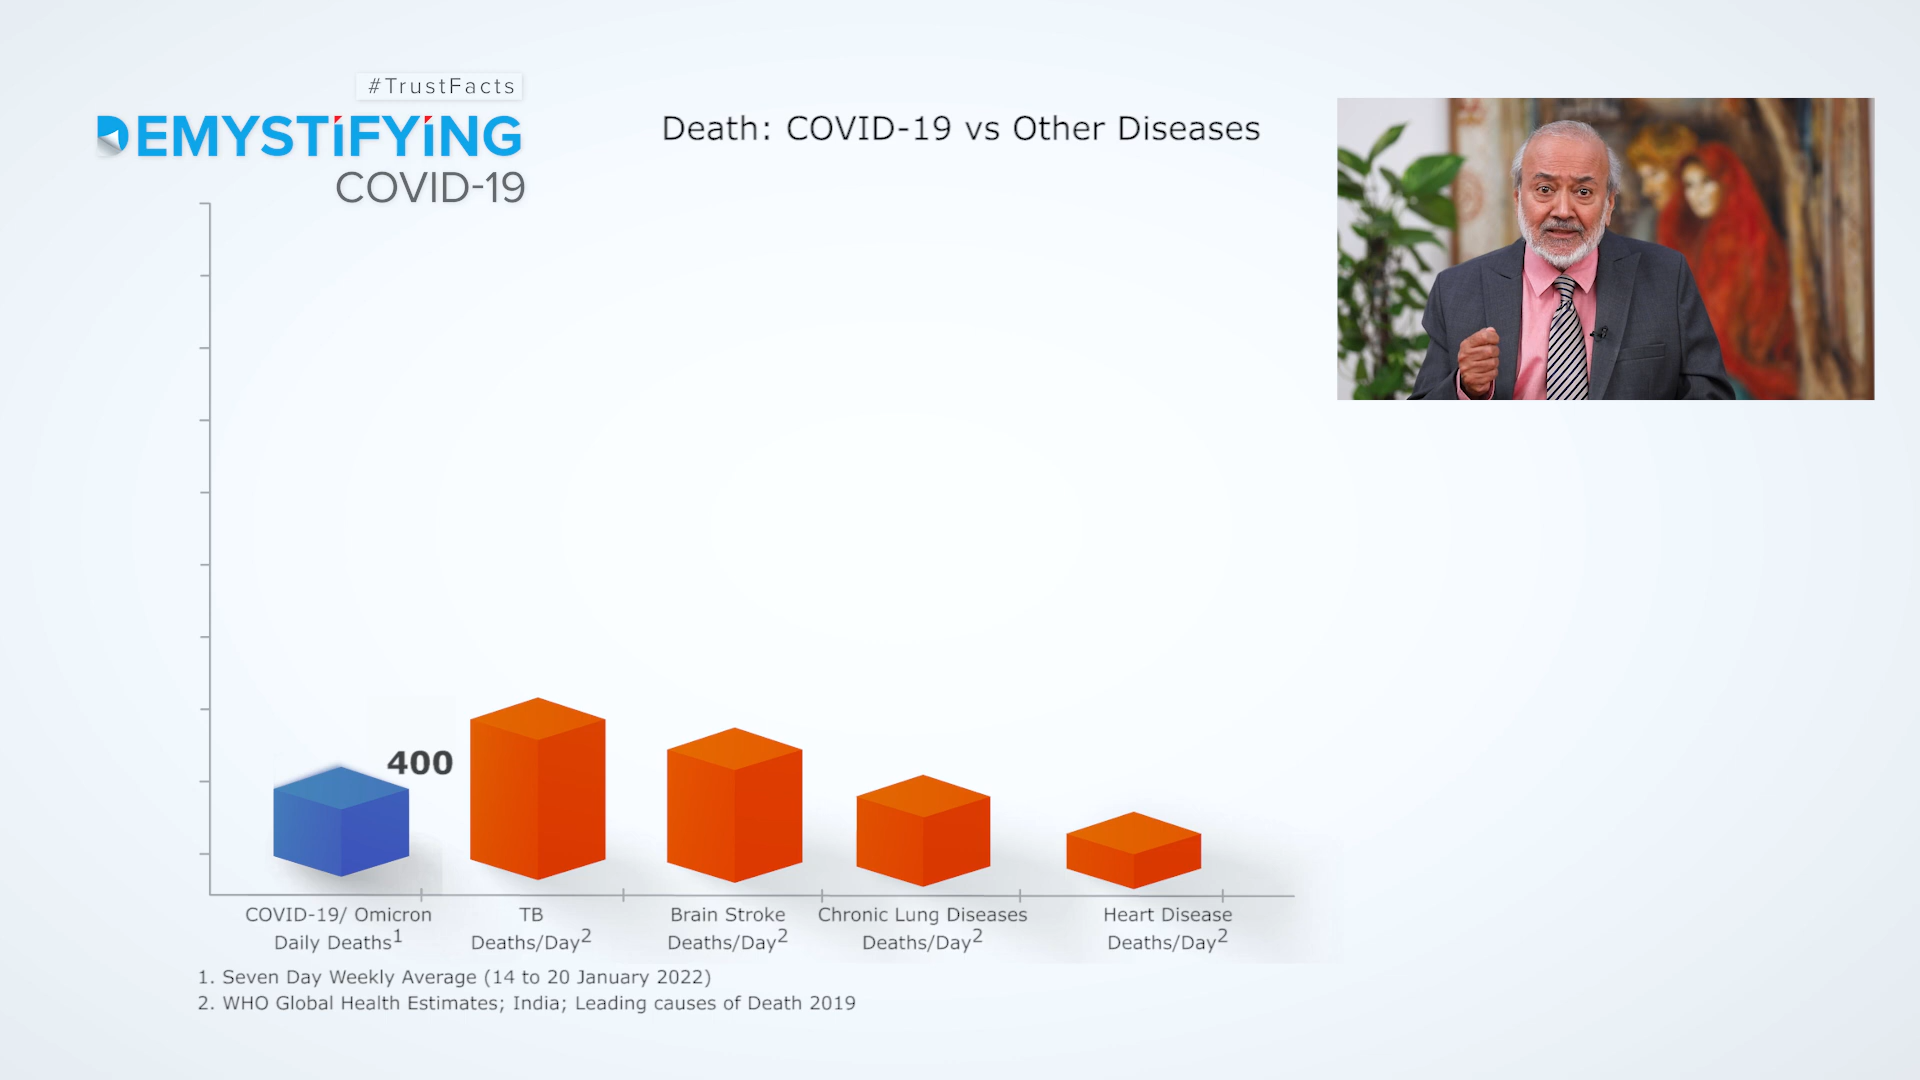 #TrustFacts
DEMYSTiFYiNG
COVID-19
Death: COVID-19 vs Other Diseases
400
COVID-19/ Omicron
Daily Deaths1
TB
Deaths/Day2
Brain Stroke
Deaths/Day2
Chronic Lung Diseases
Deaths/Day2
Heart Disease
Deaths/Day2
1. Seven Day Weekly Average (14 to 20 January 2022)
2. WHO Global Health Estimates; India; Leading causes of Death 2019